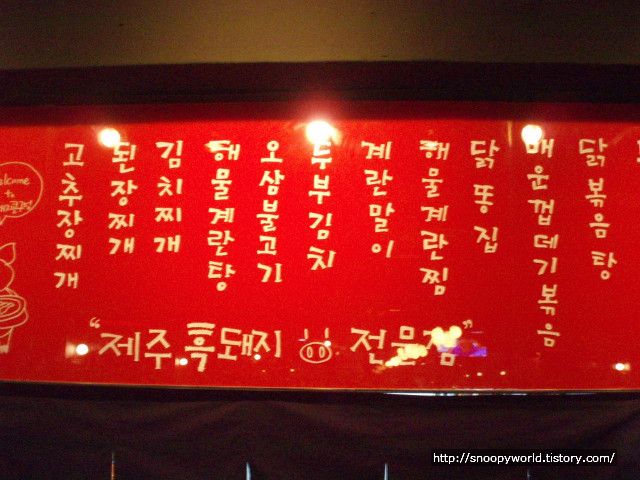 welcome
to
고추장찌개
된장찌개
김치찌개
해물계란탕
오삼불고기
두부김치
계란말이
해물계란찜
닭똥집
매운껍데기볶음
닭볶음탕
"제주흑돼지 전문점"
http://snoopyworld.tistory.com/